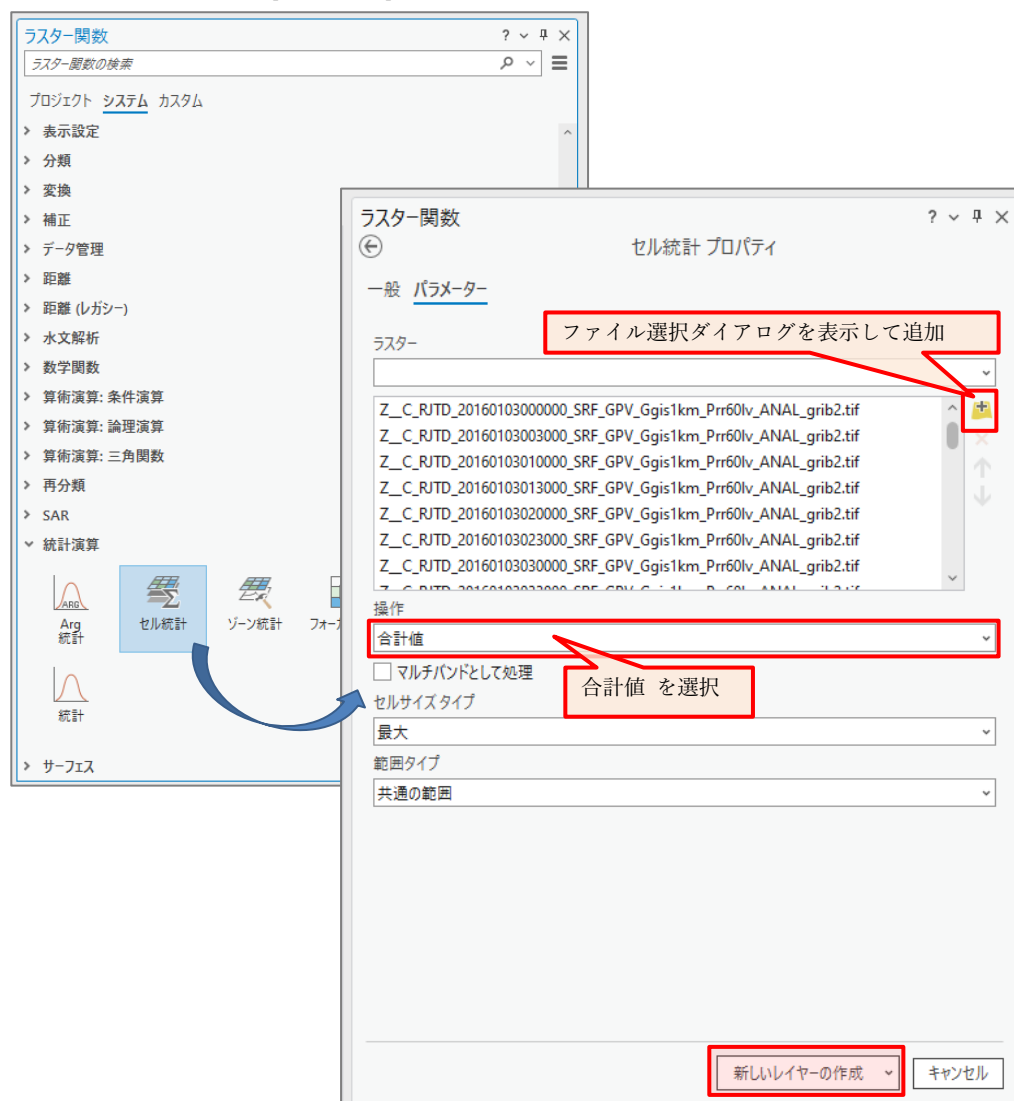 ラスター関数
ラスター関数の検索
プロジェクト システム カスタム
表示設定
分類
変換
補正
データ管理
距離
距離 (レガシー)
水文解析
数学関数
算術演算: 条件演算
算術演算: 論理演算
算術演算: 三角関数
再分類
SAR
統計演算
ARG
Arg
統計
セル統計
ゾーン統計
統計
サーフェス
ラスター関数
セル統計 プロパティ
一般 パラメーター
ファイル選択ダイアログを表示して追加
ラスター
Z__C_RJTD_20160103000000_SRF_GPV_Ggis1km_Prr60lv_ANAL_grib2.tif
Z__C_RJTD_20160103003000_SRF_GPV_Ggis1km_Prr60lv_ANAL_grib2.tif
Z__C_RJTD_20160103010000_SRF_GPV_Ggis1km_Prr60lv_ANAL_grib2.tif
Z__C_RJTD_20160103013000_SRF_GPV_Ggis1km_Prr60lv_ANAL_grib2.tif
Z__C_RJTD_20160103020000_SRF_GPV_Ggis1km_Prr60lv_ANAL_grib2.tif
Z__C_RJTD_20160103023000_SRF_GPV_Ggis1km_Prr60lv_ANAL_grib2.tif
Z__C_RJTD_20160103030000_SRF_GPV_Ggis1km_Prr60lv_ANAL_grib2.tif
操作
合計値
マルチバンドとして処理
合計値 を選択
セルサイズ タイプ
最大
範囲タイプ
共通の範囲
新しいレイヤーの作成
キャンセル